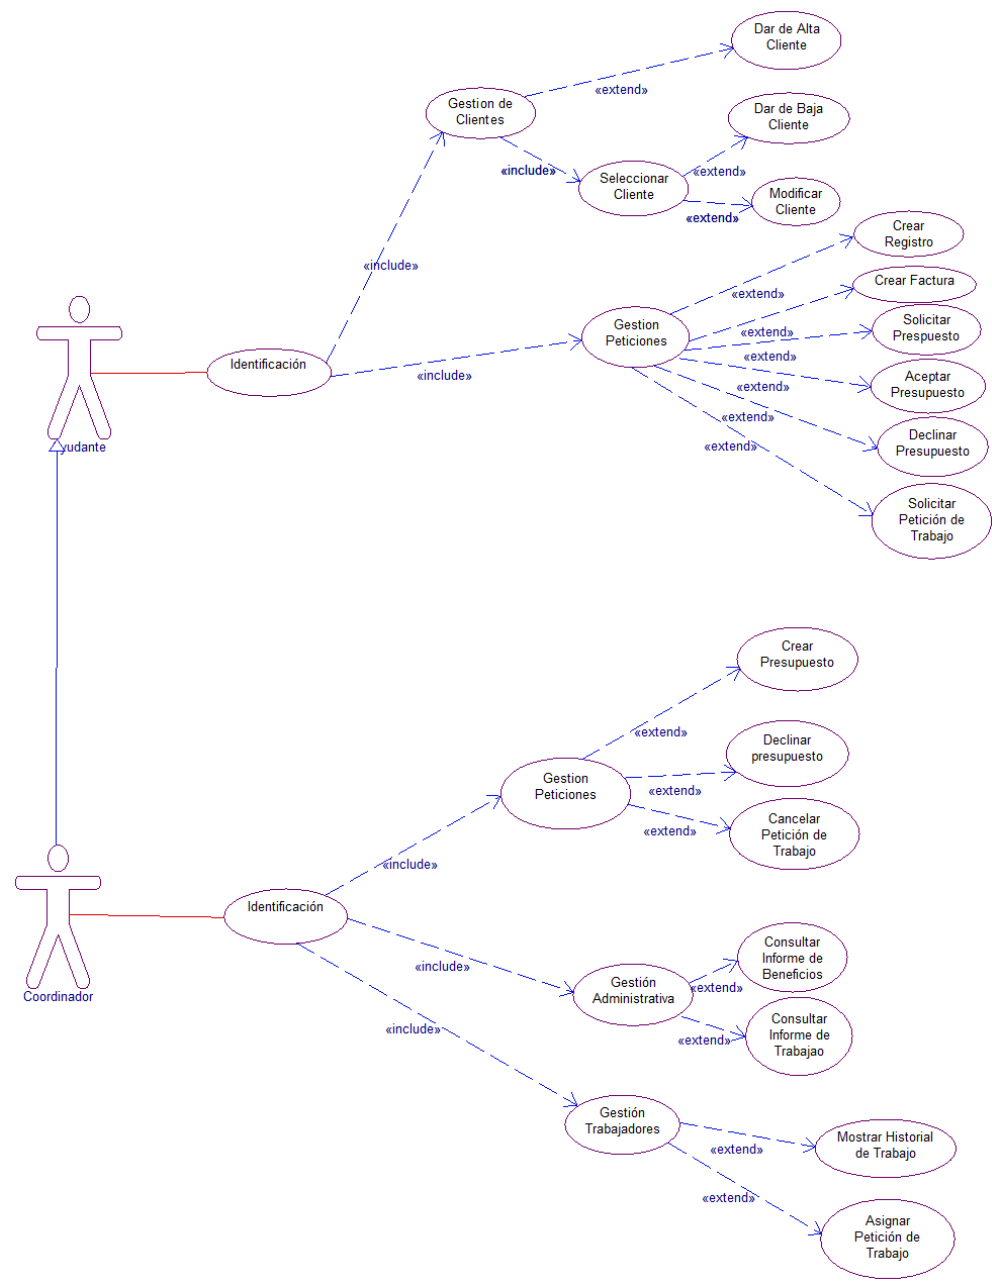 Dar de Alta
Cliente
«extend»
Gestion de
Clientes
Dar de Baja
Cliente
«include»
«extend»
Seleccionar
Cliente
Modificar
Cliente
«extend»
Crear
Registro
«include»
«extend»
Crear Factura
Gestion
Peticiones
Solicitar
Prespuesto
«extend»
Identificación
«extend»
«include»
Aceptar
Presupuesto
«extend»
«extend»
Declinar
Presupuesto
«extend»
yudante
Solicitar
Petición de
Trabajo
Crear
Presupuesto
«extend»
Declinar
presupuesto
Gestion
Peticiones
«extend»
Cancelar
Petición de
Trabajo
«extend»
«include»
Identificación
Consultar
Informe de
Beneficios
«include»
Gestión
Administrativa
«extend»
Coordinador
Consultar
Informe de
Trabajao
«include»
«extend»
Gestión
Trabajadores
Mostrar Historial
de Trabajo
«extend»
«extend»
Asignar
Petición de
Trabajo